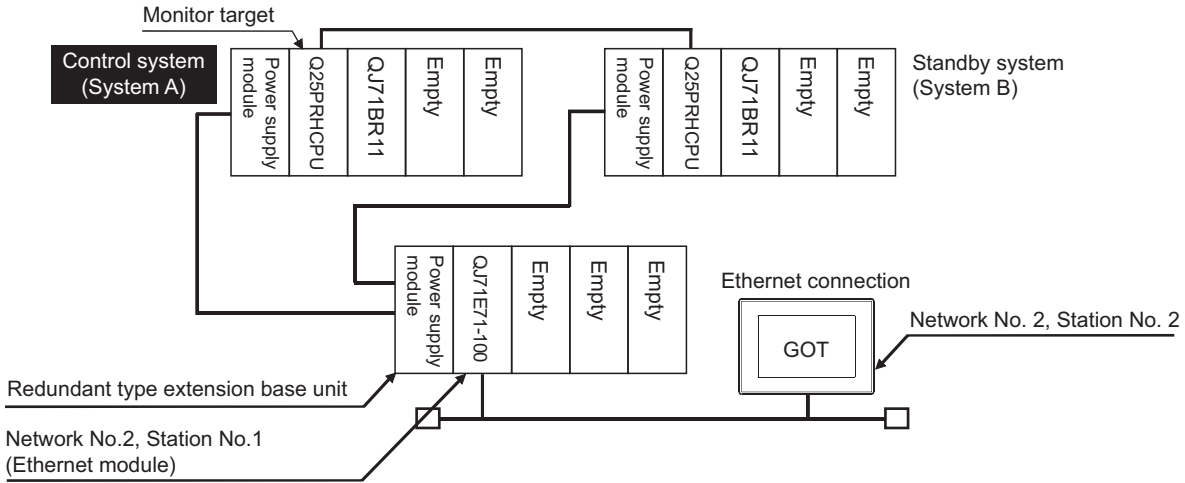 Monitor target
Control system
(System A)
Power supply
module
Q25PRHCPU
QJ71BR11
Empty
Empty
Power supply
module
Q25PRHCPU
QJ71BR11
Empty
Empty
Standby system
(System B)
Power supply
module
QJ71E71-100
Empty
Empty
Empty
Ethernet connection
GOT
Network No. 2, Station No. 2
Redundant type extension base unit
Network No.2, Station No.1
(Ethernet module)